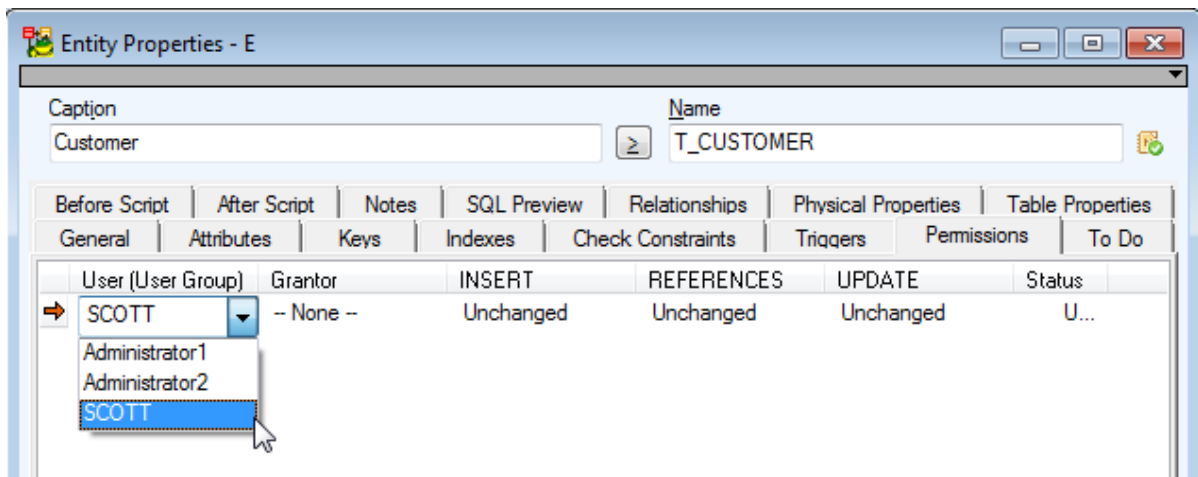 Entity Properties - E
Caption Name
Customer ≥ T_CUSTOMER
Before Script After Script Notes SQL Preview Relationships Physical Properties Table Properties
General Attributes Keys Indexes Check Constraints Triggers Permissions To Do
User (User Group) Grantor INSERT REFERENCES UPDATE Status
SCOTT -- None -- Unchanged Unchanged Unchanged U...
Administrator1
Administrator2
SCOTT